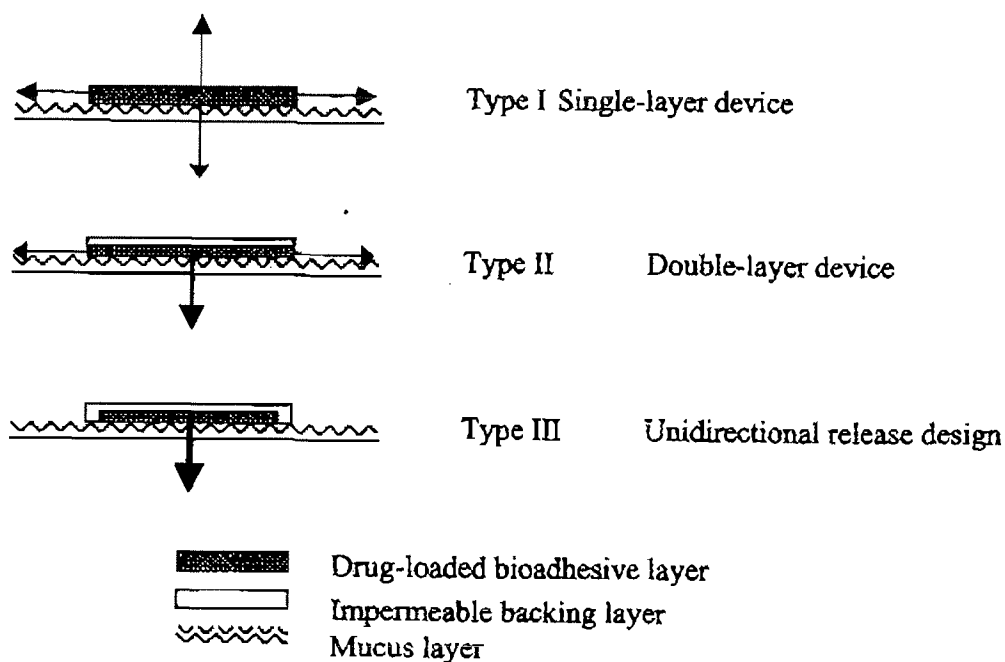 Type I Single-layer device
Type II Double-layer device
Type III Unidirectional release design
Drug-loaded bioadhesive layer
Impermeable backing layer
Mucus layer